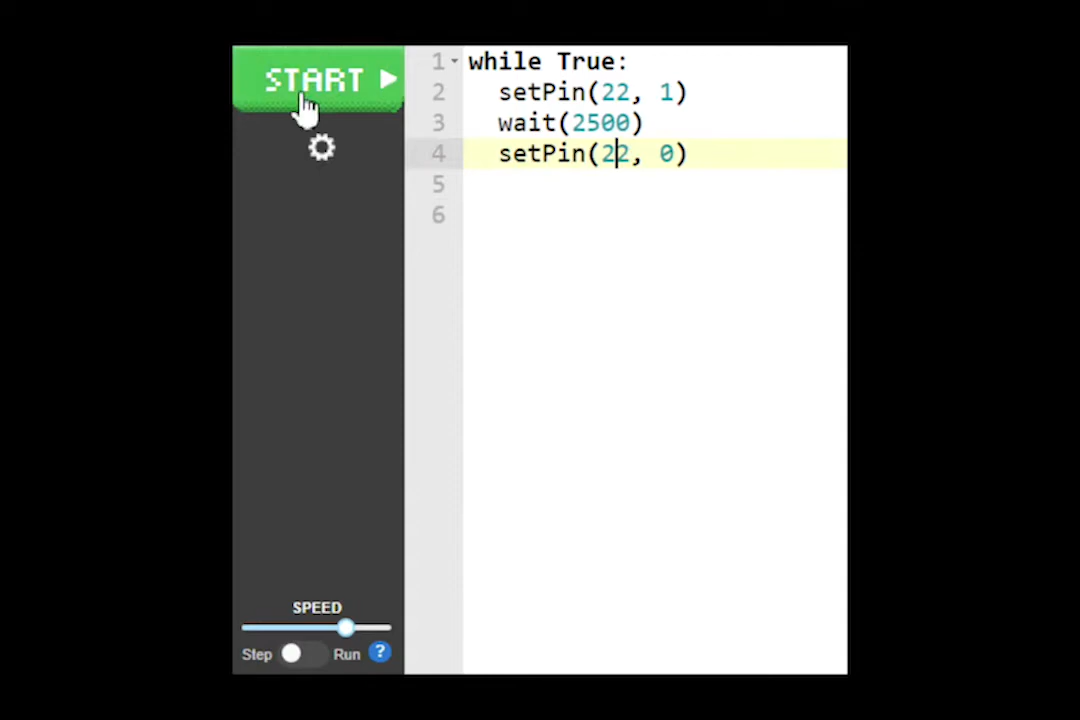 START
1 while True:
2 setPin(22, 1)
3 wait(2500)
4 setPin(22, 0)
5
6
SPEED
Step Run ?